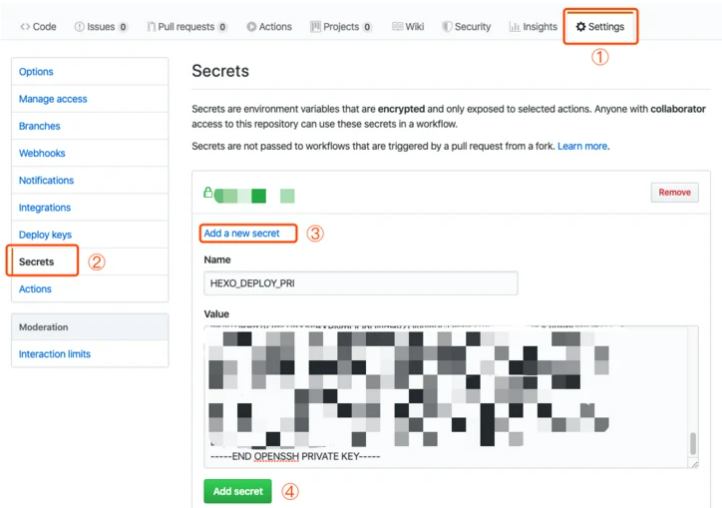 Code Issues 0 Pull requests 0 Actions Projects 0 Wiki Security Insights Settings
①
Options
Manage access
Branches
Webhooks
Notifications
Integrations
Deploy keys
Secrets ②
Actions
Moderation
Interaction limits
Secrets
Secrets are environment variables that are encrypted and only exposed to selected actions. Anyone with collaborator
access to this repository can use these secrets in a workflow.
Secrets are not passed to workflows that are triggered by a pull request from a fork. Learn more.
Remove
Add a new secret ③
Name
HEXO_DEPLOY_PRI
Value
-----END OPENSSH PRIVATE KEY-----
Add secret ④